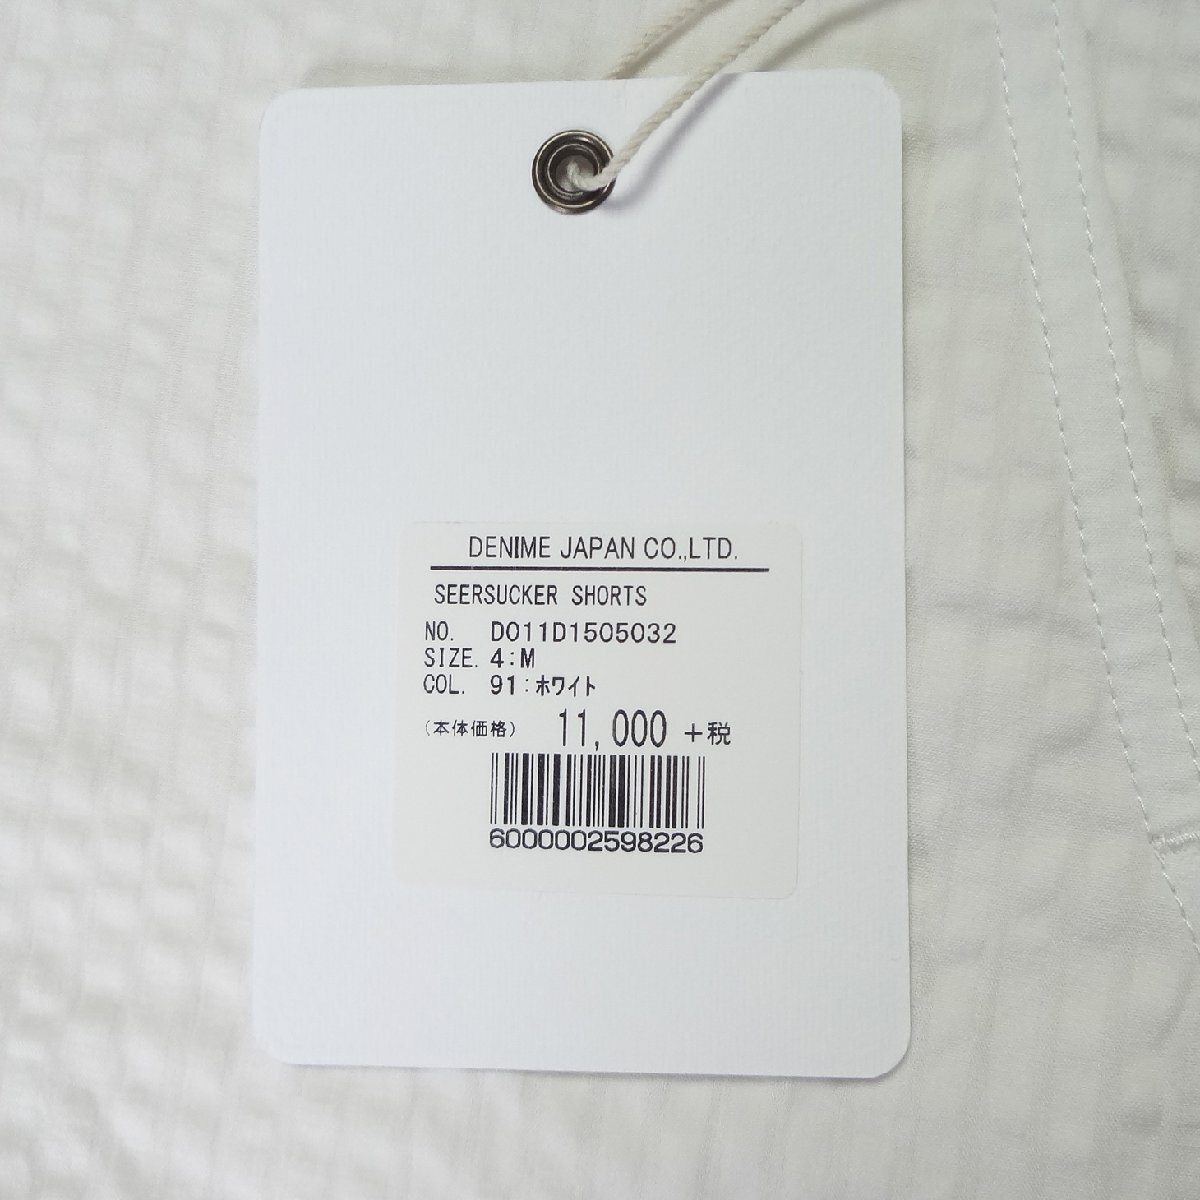 DENIME JAPAN CO.,LTD.
SEERSUCKER SHORTS
NO. D011D1505032
SIZE. 4:M
COL. 91:ホワイト
(本体価格) 11,000 +税
6000002598226